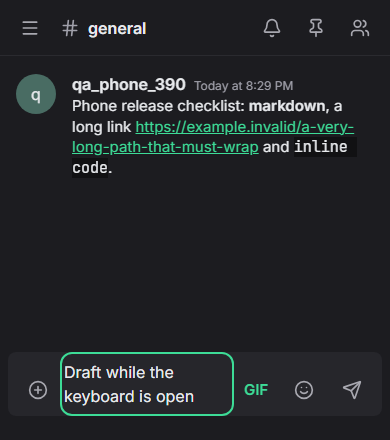 # general
qa_phone_390 Today at 8:29 PM
q
Phone release checklist: markdown, a
long link https://example.invalid/a-very-
long-path-that-must-wrap and inline
code.
Draft while the
keyboard is open
GIF